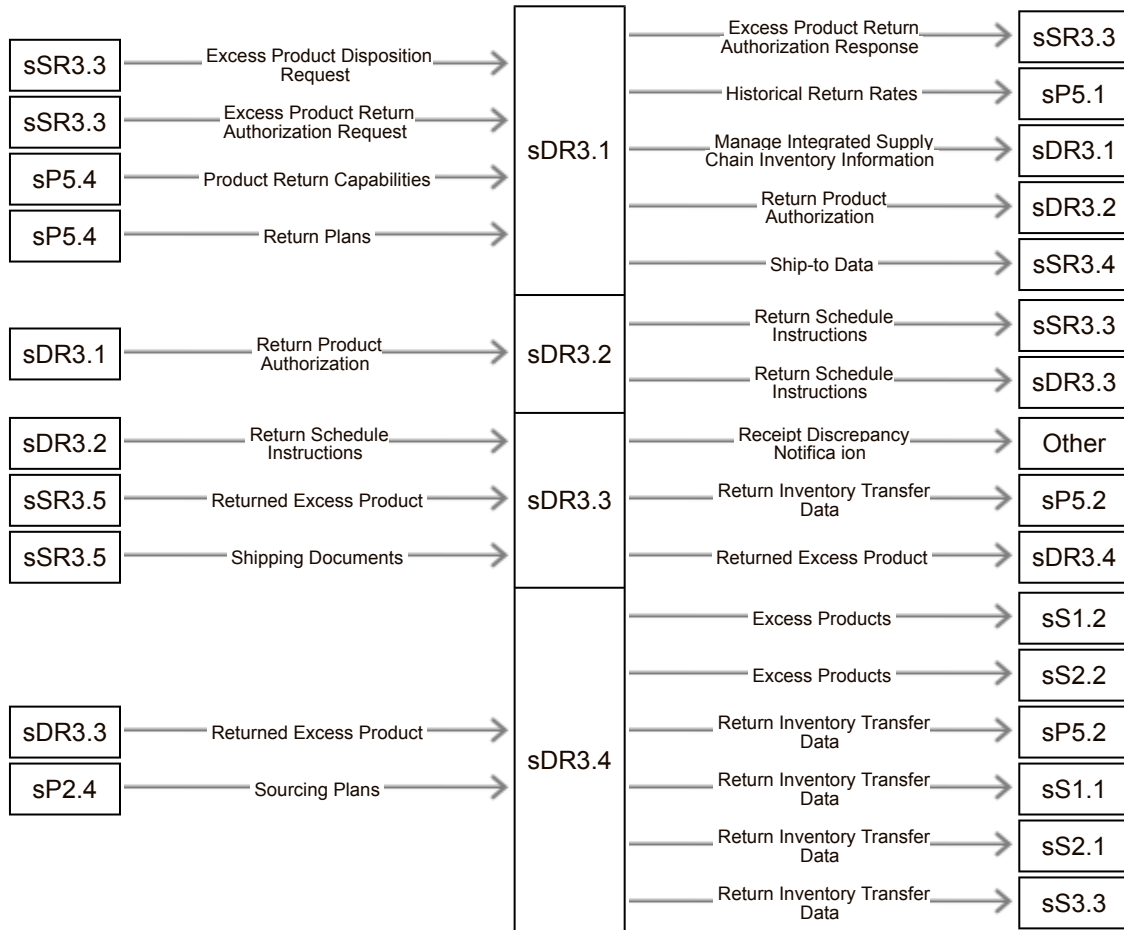 sSR3.3
Excess Product Disposition
Request
sSR3.3
Excess Product Return
Authorization Request
sP5.4
Product Return Capabilities
sP5.4
Return Plans
sDR3.1
Excess Product Return
Authorization Response
sSR3.3
Historical Return Rates
sP5.1
Manage Integrated Supply
Chain Inventory Information
sDR3.1
Return Product
Authorization
sDR3.2
Ship-to Data
sSR3.4
sDR3.1
Return Product
Authorization
sDR3.2
Return Schedule
Instructions
sSR3.3
Return Schedule
Instructions
sDR3.3
sDR3.2
Return Schedule
Instructions
sSR3.5
Returned Excess Product
sSR3.5
Shipping Documents
sDR3.3
Receipt Discrepancy
Notifica ion
Other
Return Inventory Transfer
Data
sP5.2
Returned Excess Product
sDR3.4
sDR3.3
Returned Excess Product
sP2.4
Sourcing Plans
sDR3.4
Excess Products
sS1.2
Excess Products
sS2.2
Return Inventory Transfer
Data
sP5.2
Return Inventory Transfer
Data
sS1.1
Return Inventory Transfer
Data
sS2.1
Return Inventory Transfer
Data
sS3.3